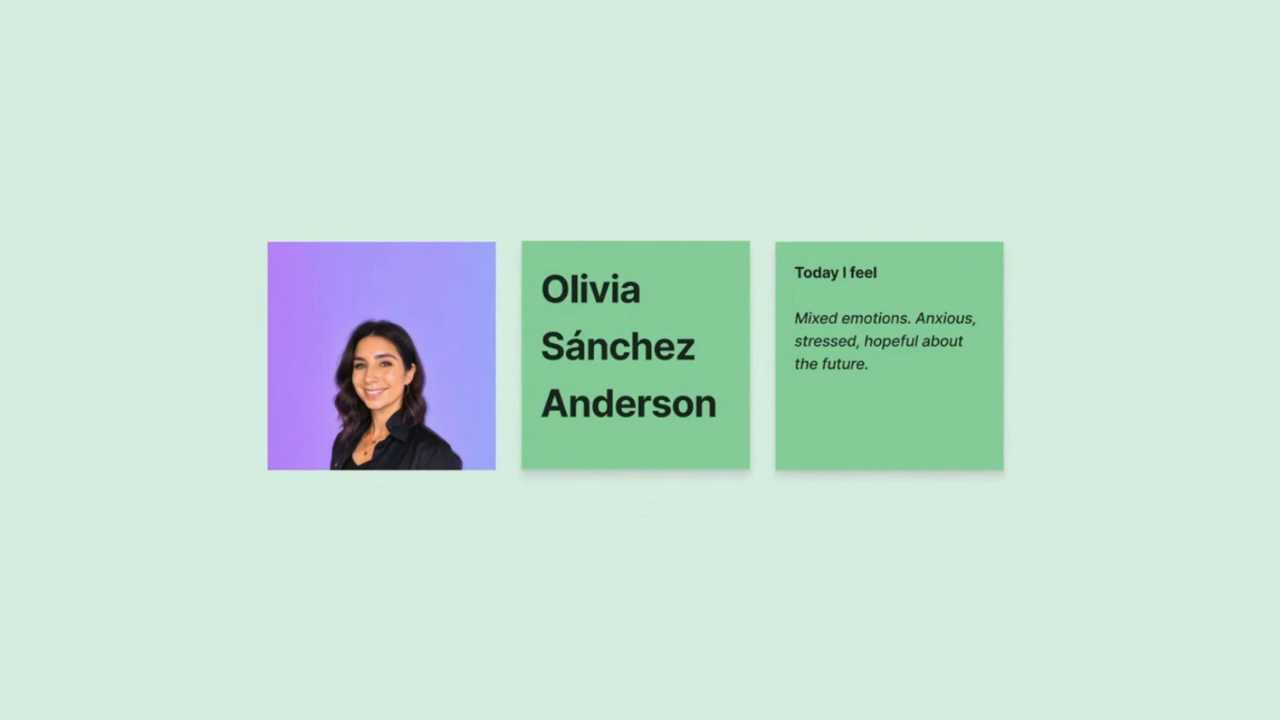 Olivia
Sánchez
Anderson
Today I feel
Mixed emotions. Anxious,
stressed, hopeful about
the future.